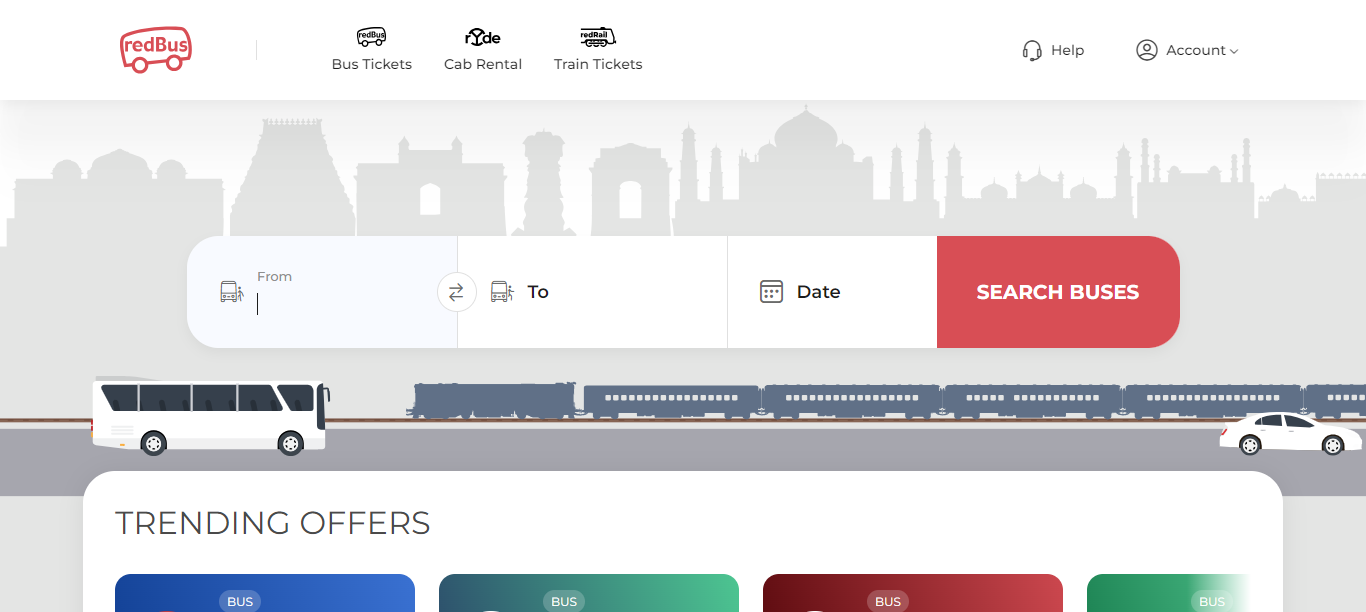 redBus
redBus
Bus Tickets
ryde
Cab Rental
redRail
Train Tickets
Help
Account
From
To
Date
SEARCH BUSES
TRENDING OFFERS
BUS
BUS
BUS
BUS